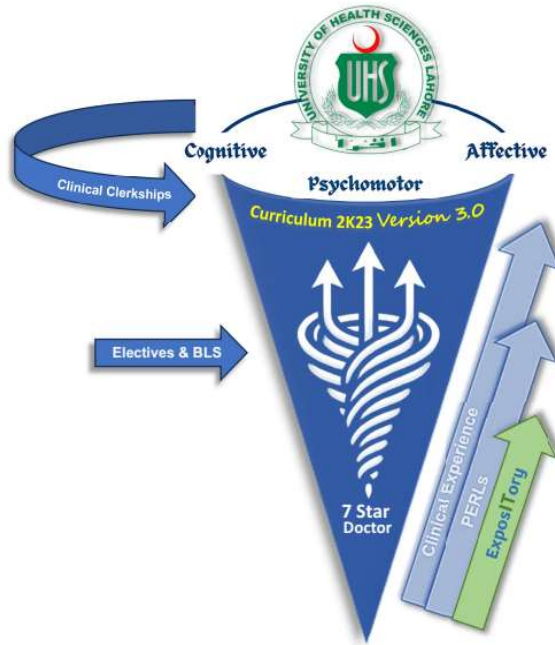 UNIVERSITY OF HEALTH SCIENCES LAHORE
UHS
Cognitive
Affective
Psychomotor
Clinical Clerkships
Curriculum 2K23 Version 3.0
Electives & BLS
7 Star
Doctor
Clinical Experience
PERLs
ExposITory